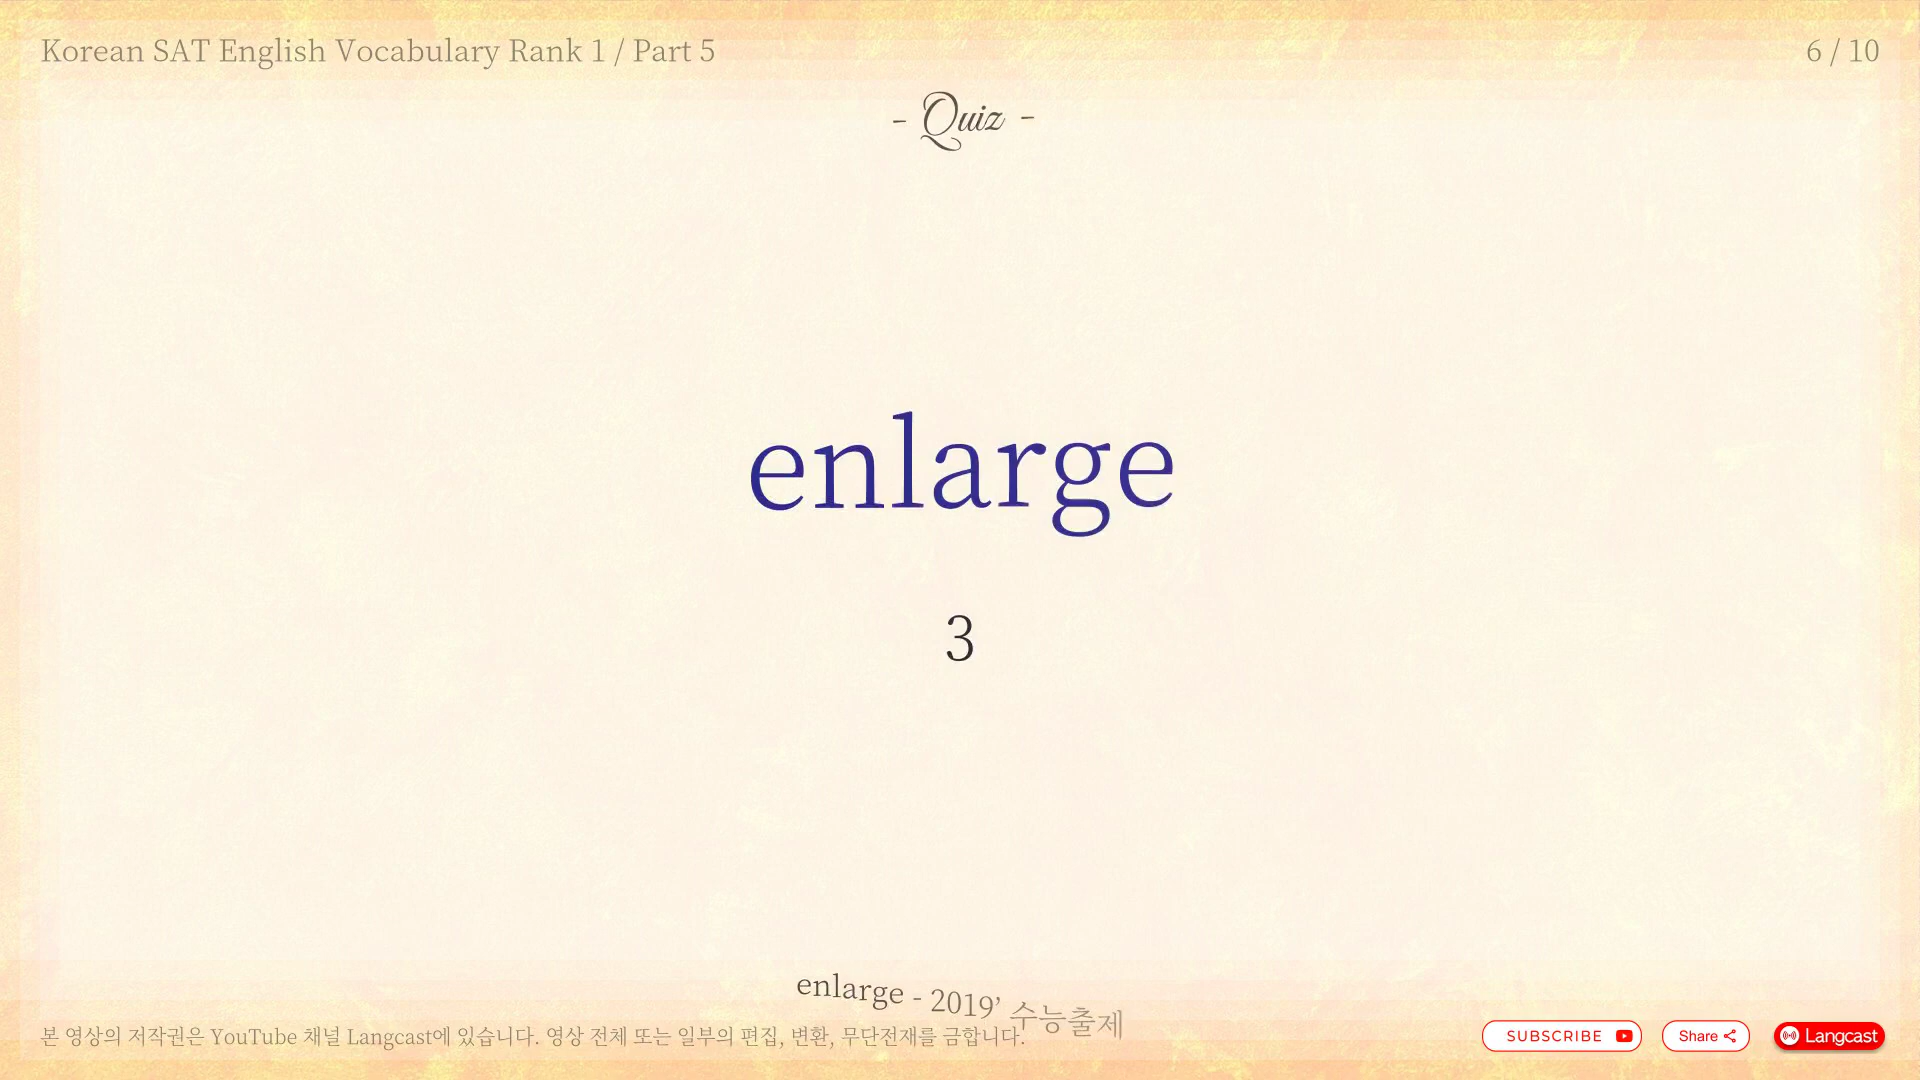 Korean SAT English Vocabulary Rank 1 / Part 5
6 / 10
- Quiz -
enlarge
3
enlarge - 2019’ 수능출제
본 영상의 저작권은 YouTube 채널 Langcast에 있습니다. 영상 전체 또는 일부의 편집, 변환, 무단전재를 금합니다.
SUBSCRIBE
Share
Langcast